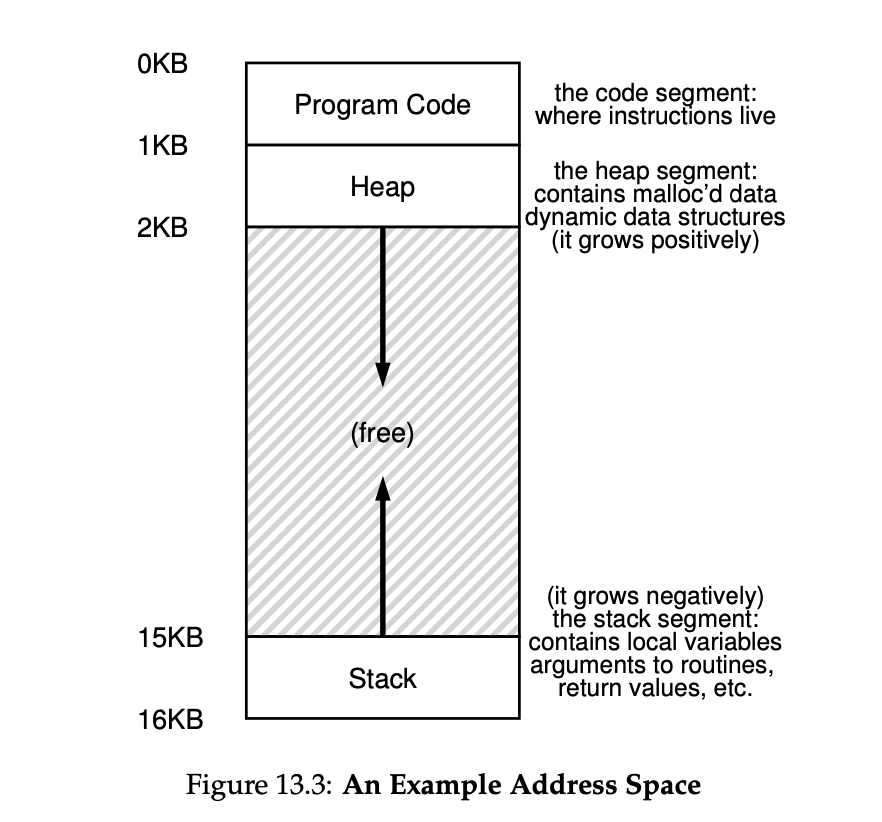 0KB
Program Code
the code segment:
where instructions live
1KB
Heap
the heap segment:
contains malloc'd data
dynamic data structures
(it grows positively)
2KB
(free)
(it grows negatively)
the stack segment:
contains local variables
arguments to routines,
return values, etc.
15KB
Stack
16KB
Figure 13.3: An Example Address Space